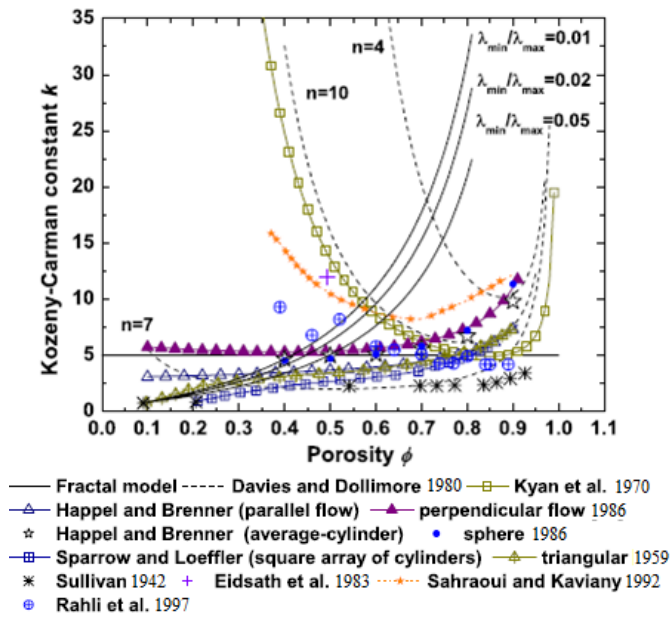 35
30
25
20
15
10
5
0
Kozeny-Carman constant k
n=4
n=10
n=7
λmin/λmax=0.01
λmin/λmax=0.02
λmin/λmax=0.05
0.0 0.1 0.2 0.3 0.4 0.5 0.6 0.7 0.8 0.9 1.0 1.1
Porosity ϕ
Fractal model Davies and Dollimore 1980 Kyan et al. 1970
Happel and Brenner (parallel flow) perpendicular flow 1986
Happel and Brenner (average-cylinder) sphere 1986
Sparrow and Loeffler (square array of cylinders) triangular 1959
Sullivan 1942 Eidsath et al. 1983 Sahraoui and Kaviany 1992
Rahli et al. 1997